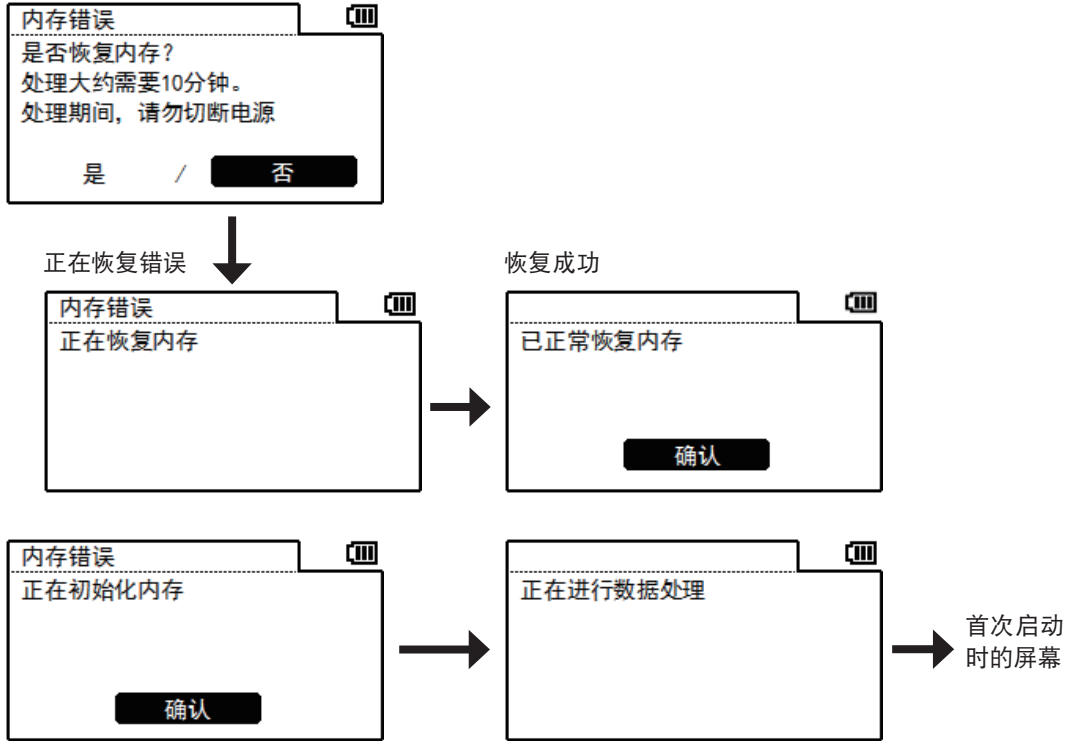 内存错误
是否恢复内存？
处理大约需要10分钟。
处理期间，请勿切断电源
是 / 否
正在恢复错误
内存错误
正在恢复内存
恢复成功
已正常恢复内存
确认
内存错误
正在初始化内存
确认
正在进行数据处理
首次启动
时的屏幕